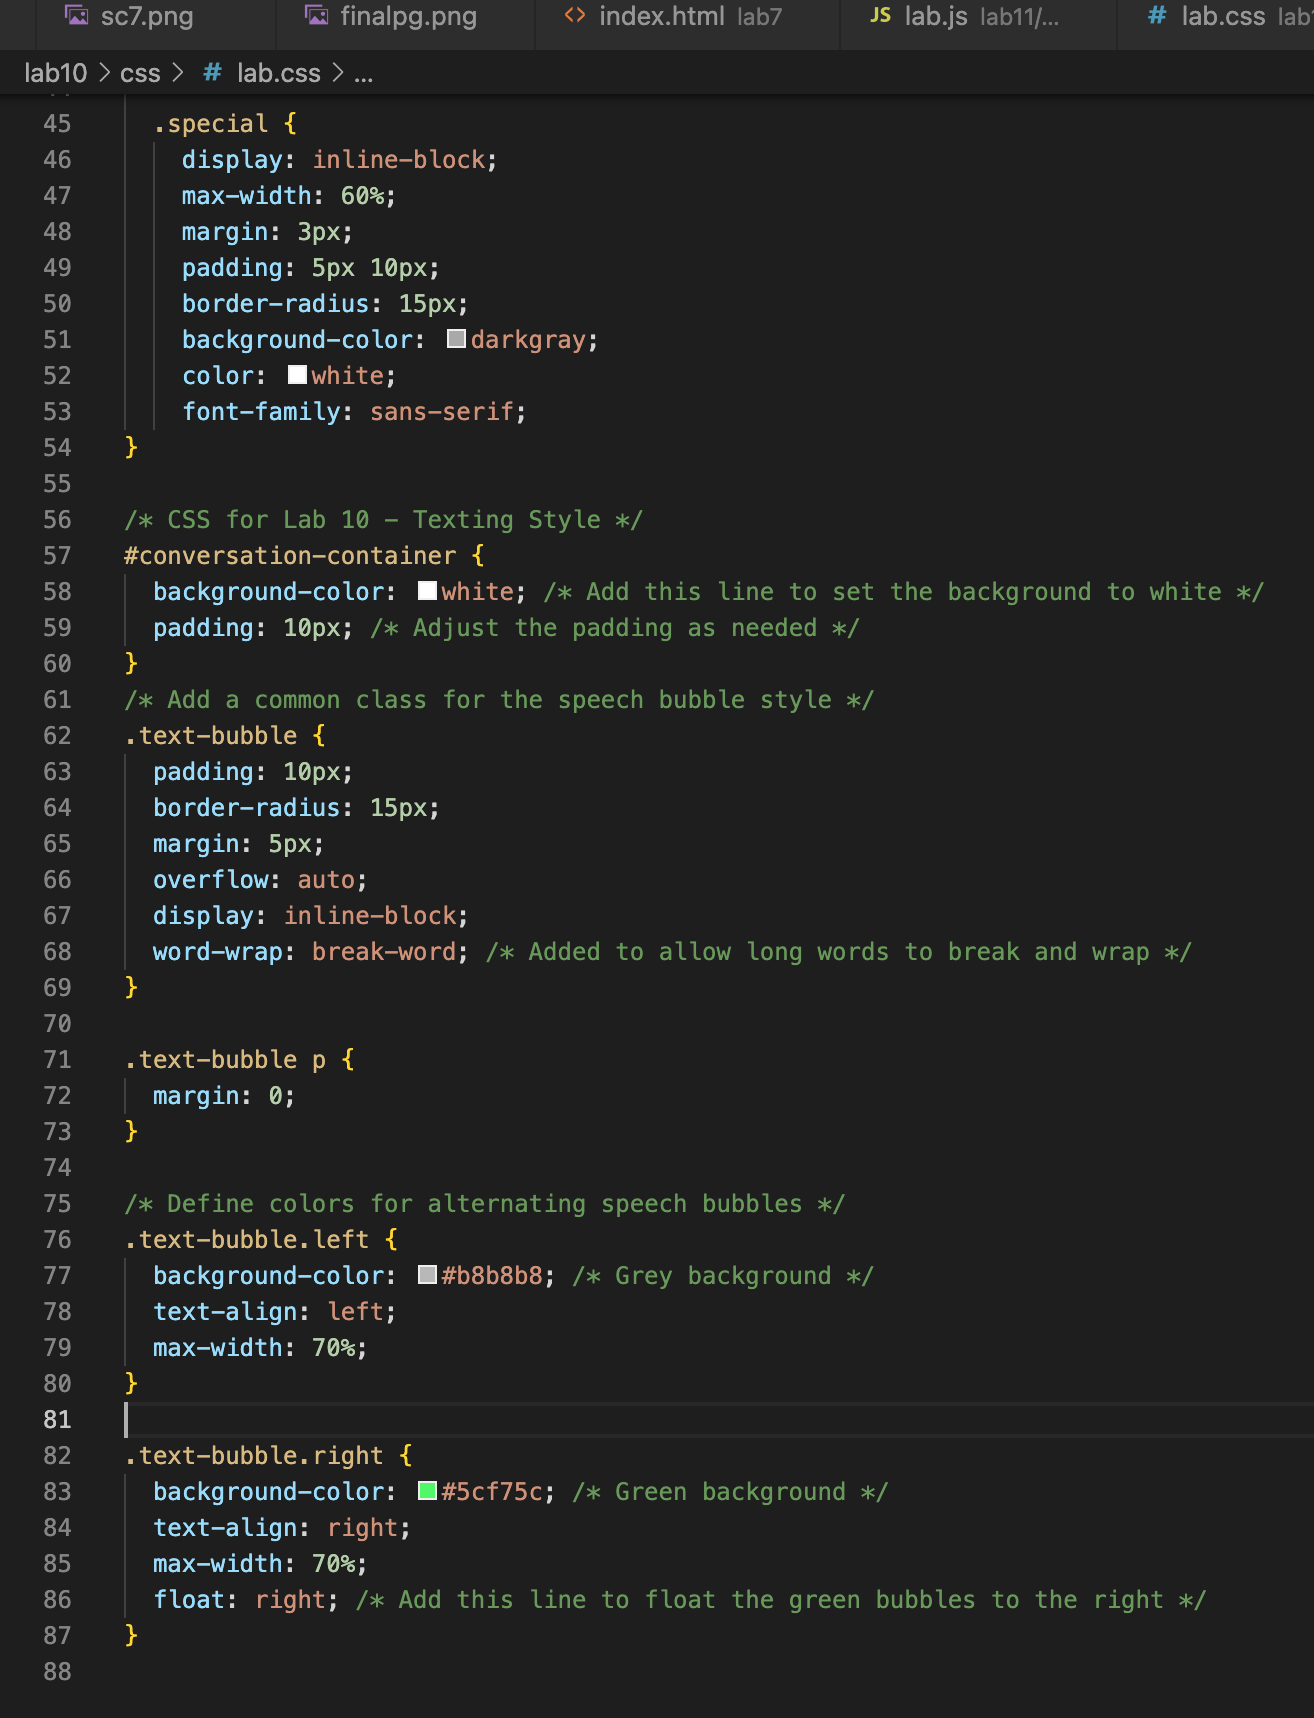 sc7.png finalpg.png index.html lab7 JS lab.js lab11/... # lab.css
lab10 > css > # lab.css > ...
45 .special {
46 display: inline-block;
47 max-width: 60%;
48 margin: 3px;
49 padding: 5px 10px;
50 border-radius: 15px;
51 background-color: darkgray;
52 color: white;
53 font-family: sans-serif;
54 }
55
56 /* CSS for Lab 10 - Texting Style */
57 #conversation-container {
58 background-color: white; /* Add this line to set the background to white */
59 padding: 10px; /* Adjust the padding as needed */
60 }
61 /* Add a common class for the speech bubble style */
62 .text-bubble {
63 padding: 10px;
64 border-radius: 15px;
65 margin: 5px;
66 overflow: auto;
67 display: inline-block;
68 word-wrap: break-word; /* Added to allow long words to break and wrap */
69 }
70
71 .text-bubble p {
72 margin: 0;
73 }
74
75 /* Define colors for alternating speech bubbles */
76 .text-bubble.left {
77 background-color: #b8b8b8; /* Grey background */
78 text-align: left;
79 max-width: 70%;
80 }
81
82 .text-bubble.right {
83 background-color: #5cf75c; /* Green background */
84 text-align: right;
85 max-width: 70%;
86 float: right; /* Add this line to float the green bubbles to the right */
87 }
88